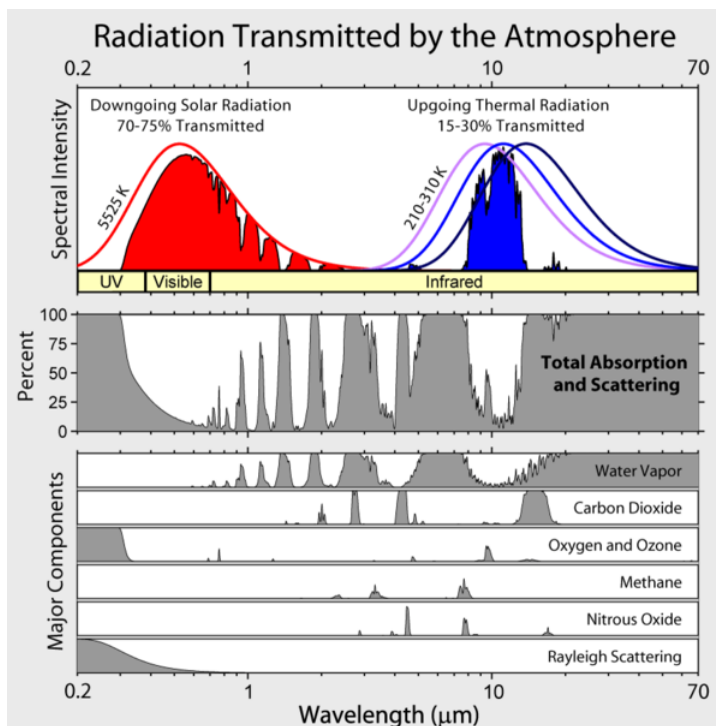 Radiation Transmitted by the Atmosphere
0.2 1 10 70
Spectral Intensity
Downgoing Solar Radiation
70-75% Transmitted
Upgoing Thermal Radiation
15-30% Transmitted
5525 K
210-310 K
UV Visible Infrared
Percent
100
75
50
25
0
Total Absorption
and Scattering
Major Components
Water Vapor
Carbon Dioxide
Oxygen and Ozone
Methane
Nitrous Oxide
Rayleigh Scattering
0.2 1 10 70
Wavelength (μm)